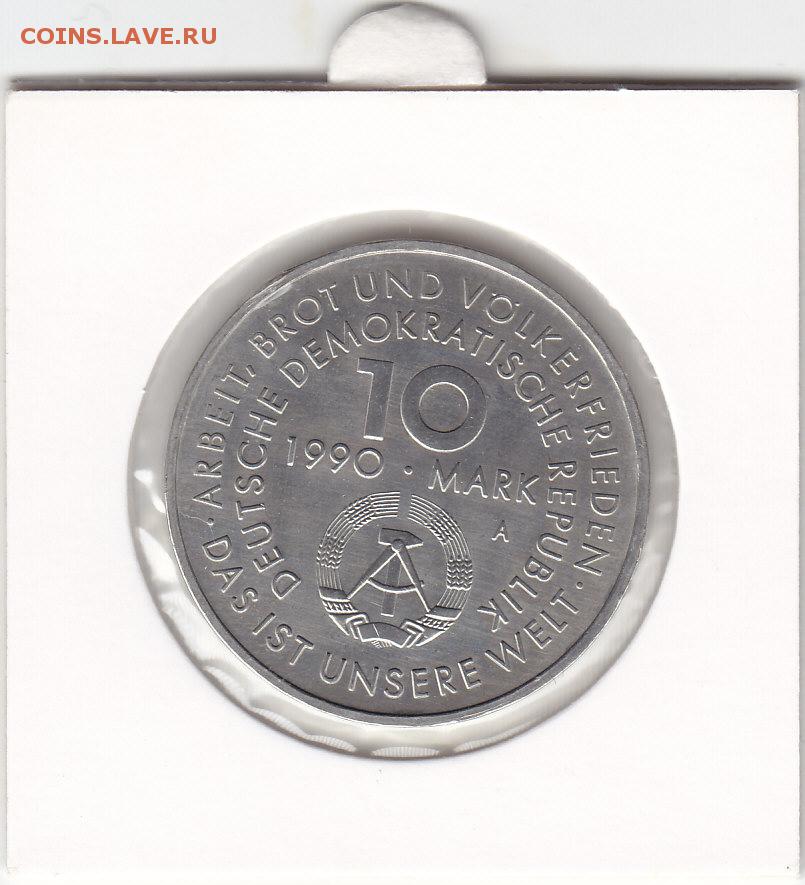 COINS.LAVE.RU
· ARBEIT, BROT UND VÖLKERFRIEDEN ·
DAS IST UNSERE WELT
DEUTSCHE DEMOKRATISCHE REPUBLIK
10
1990 · MARK
A